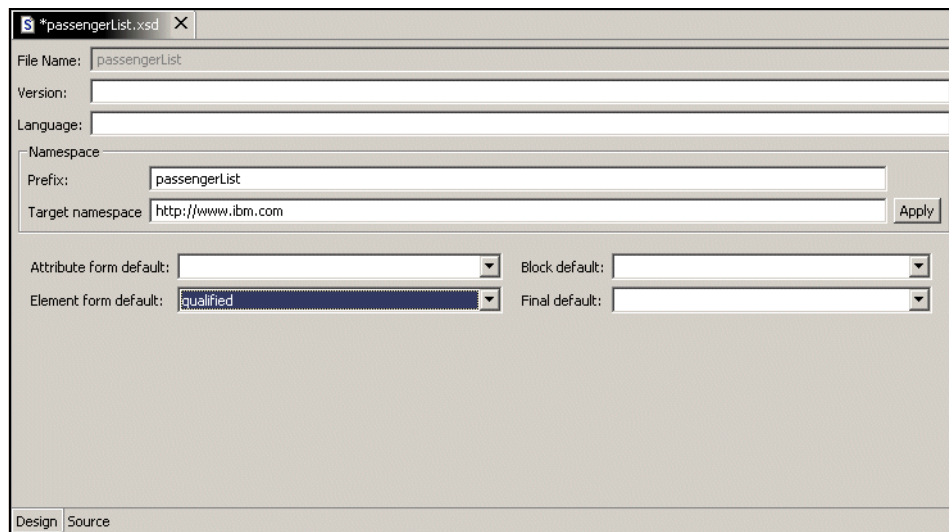 S *passengerList.xsd X
File Name: passengerList
Version:
Language:
Namespace
Prefix: passengerList
Target namespace http://www.ibm.com Apply
Attribute form default: Block default:
Element form default: qualified Final default:
Design Source